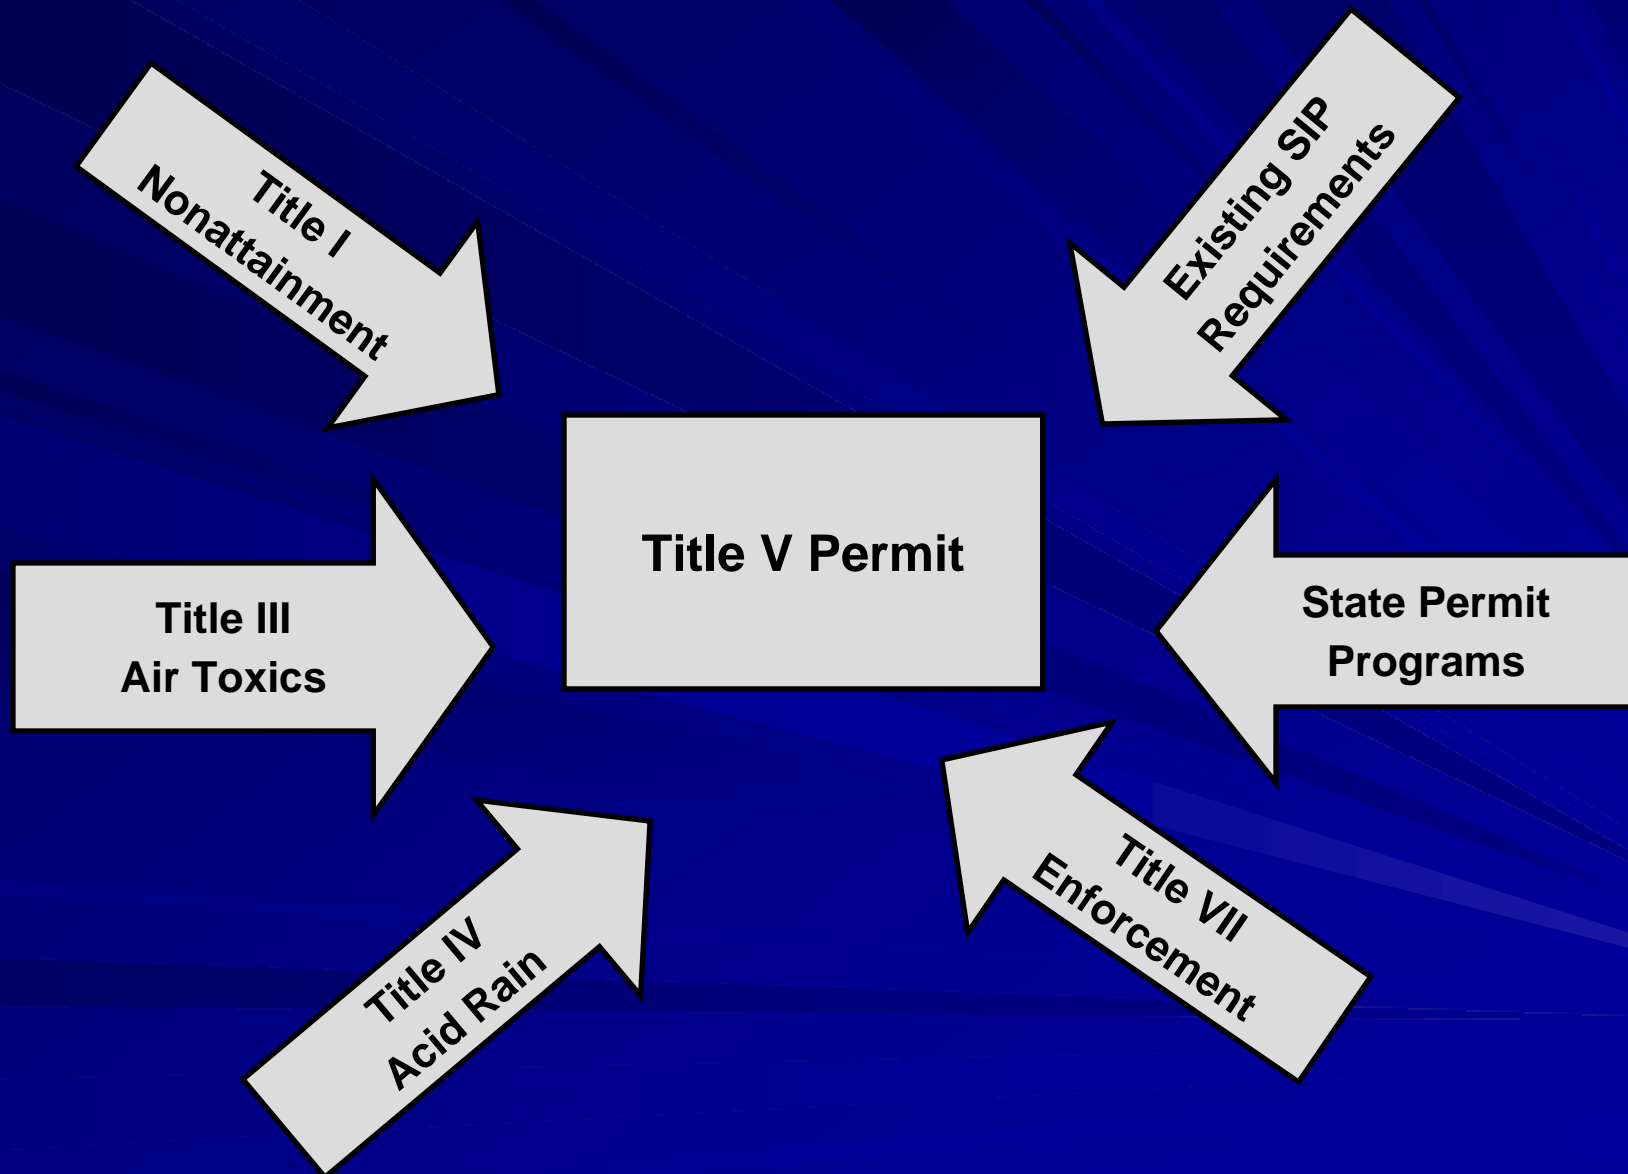 Title I
Nonattainment
Existing SIP
Requirements
Title V Permit
Title III
Air Toxics
State Permit
Programs
Title IV
Acid Rain
Title VII
Enforcement